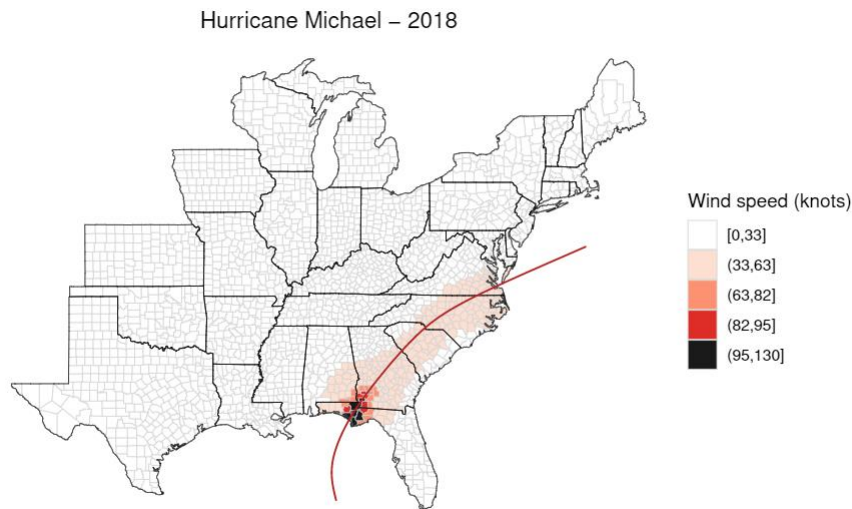 Hurricane Michael – 2018
Wind speed (knots)
[0,33]
(33,63]
(63,82]
(82,95]
(95,130]